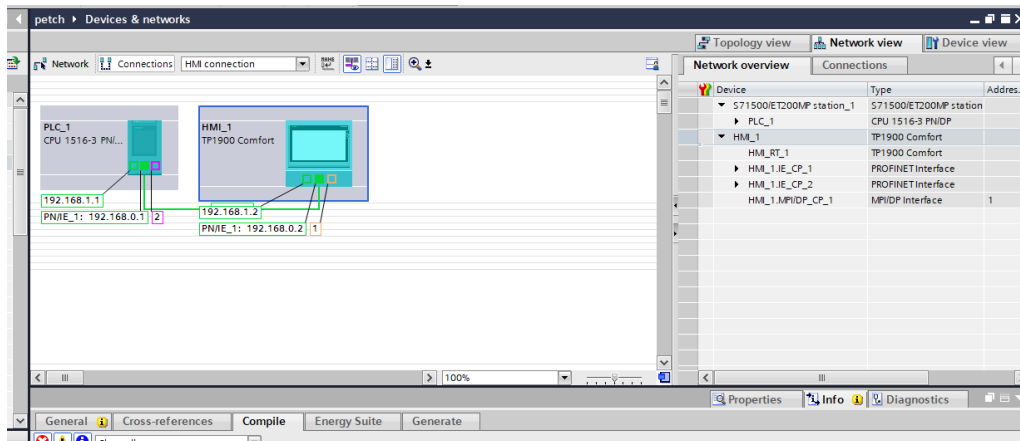 petch ▸ Devices & networks
Topology view Network view Device view
Network Connections HMI connection
Network overview Connections
Device Type Addres.
S71500/ET200MP station_1 S71500/ET200MP station
PLC_1 CPU 1516-3 PN/DP
HMI_1 TP1900 Comfort
HMI_RT_1 TP1900 Comfort
HMI_1.IE_CP_1 PROFINET Interface
HMI_1.IE_CP_2 PROFINET Interface
HMI_1.MPI/DP_CP_1 MPI/DP Interface 1
PLC_1
CPU 1516-3 PN/...
HMI_1
TP1900 Comfort
192.168.1.1
PN/IE_1: 192.168.0.1 2
192.168.1.2
PN/IE_1: 192.168.0.2 1
100%
Properties Info Diagnostics
General Cross-references Compile Energy Suite Generate